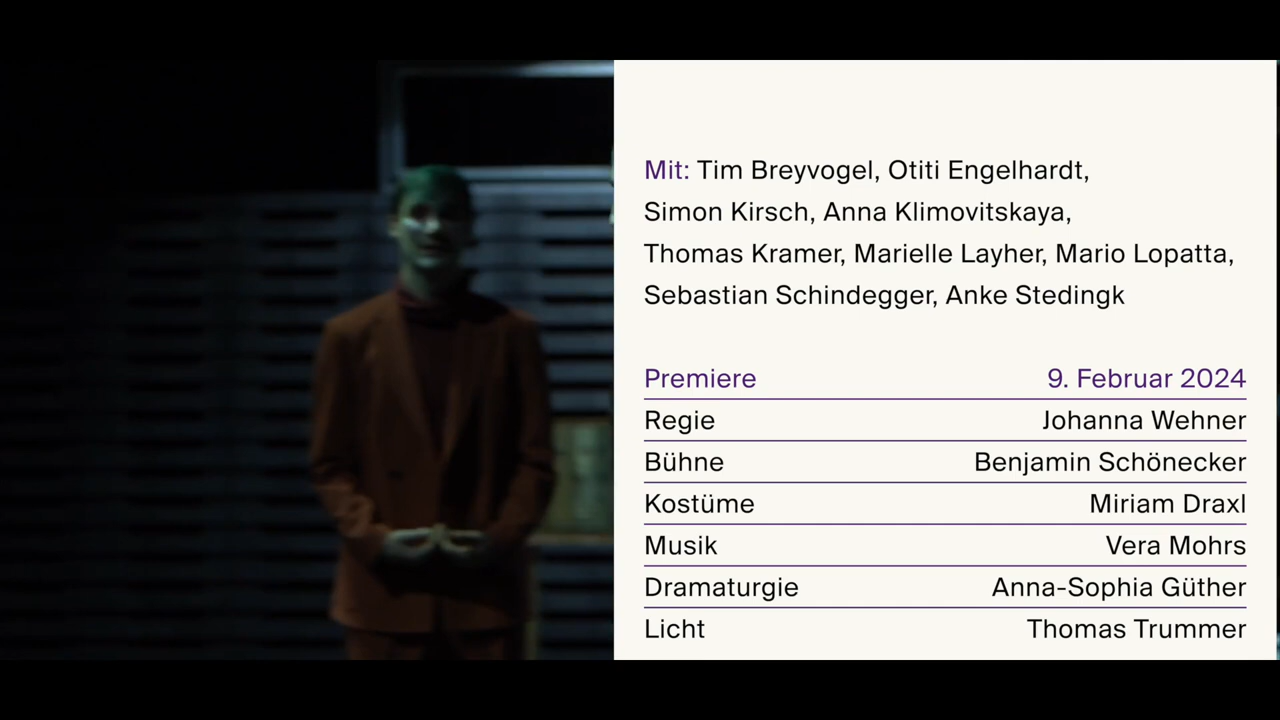 Mit: Tim Breyvogel, Otiti Engelhardt,
Simon Kirsch, Anna Klimovitskaya,
Thomas Kramer, Marielle Layher, Mario Lopatta,
Sebastian Schindegger, Anke Stedingk
Premiere 9. Februar 2024
Regie Johanna Wehner
Bühne Benjamin Schönecker
Kostüme Miriam Draxl
Musik Vera Mohrs
Dramaturgie Anna-Sophia Güther
Licht Thomas Trummer